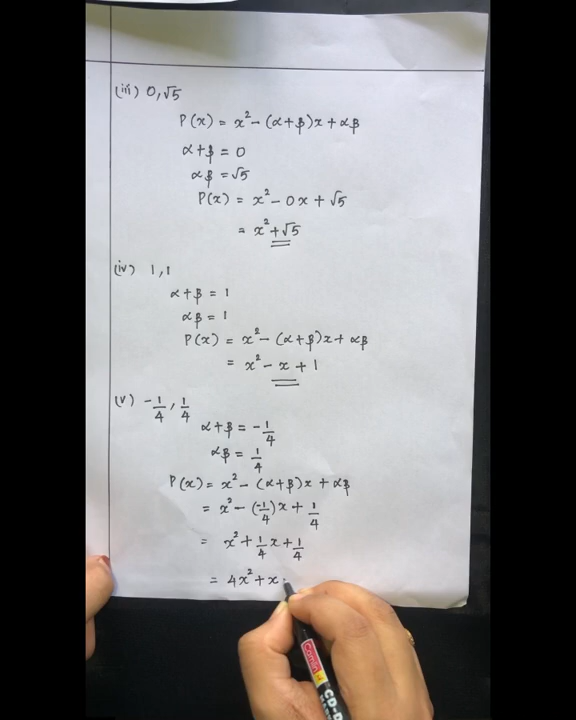 (iii) 0, √5
P(x) = x² - (α+β)x + αβ
α+β = 0
αβ = √5
P(x) = x² - 0x + √5
= x² + √5
(iv) 1, 1
α+β = 1
αβ = 1
P(x) = x² - (α+β)x + αβ
= x² - x + 1
(v) -1/4, 1/4
α+β = -1/4
αβ = 1/4
P(x) = x² - (α+β)x + αβ
= x² - (-1/4)x + 1/4
= x² + 1/4 x + 1/4
= 4x² + x
Camlin
CD-D